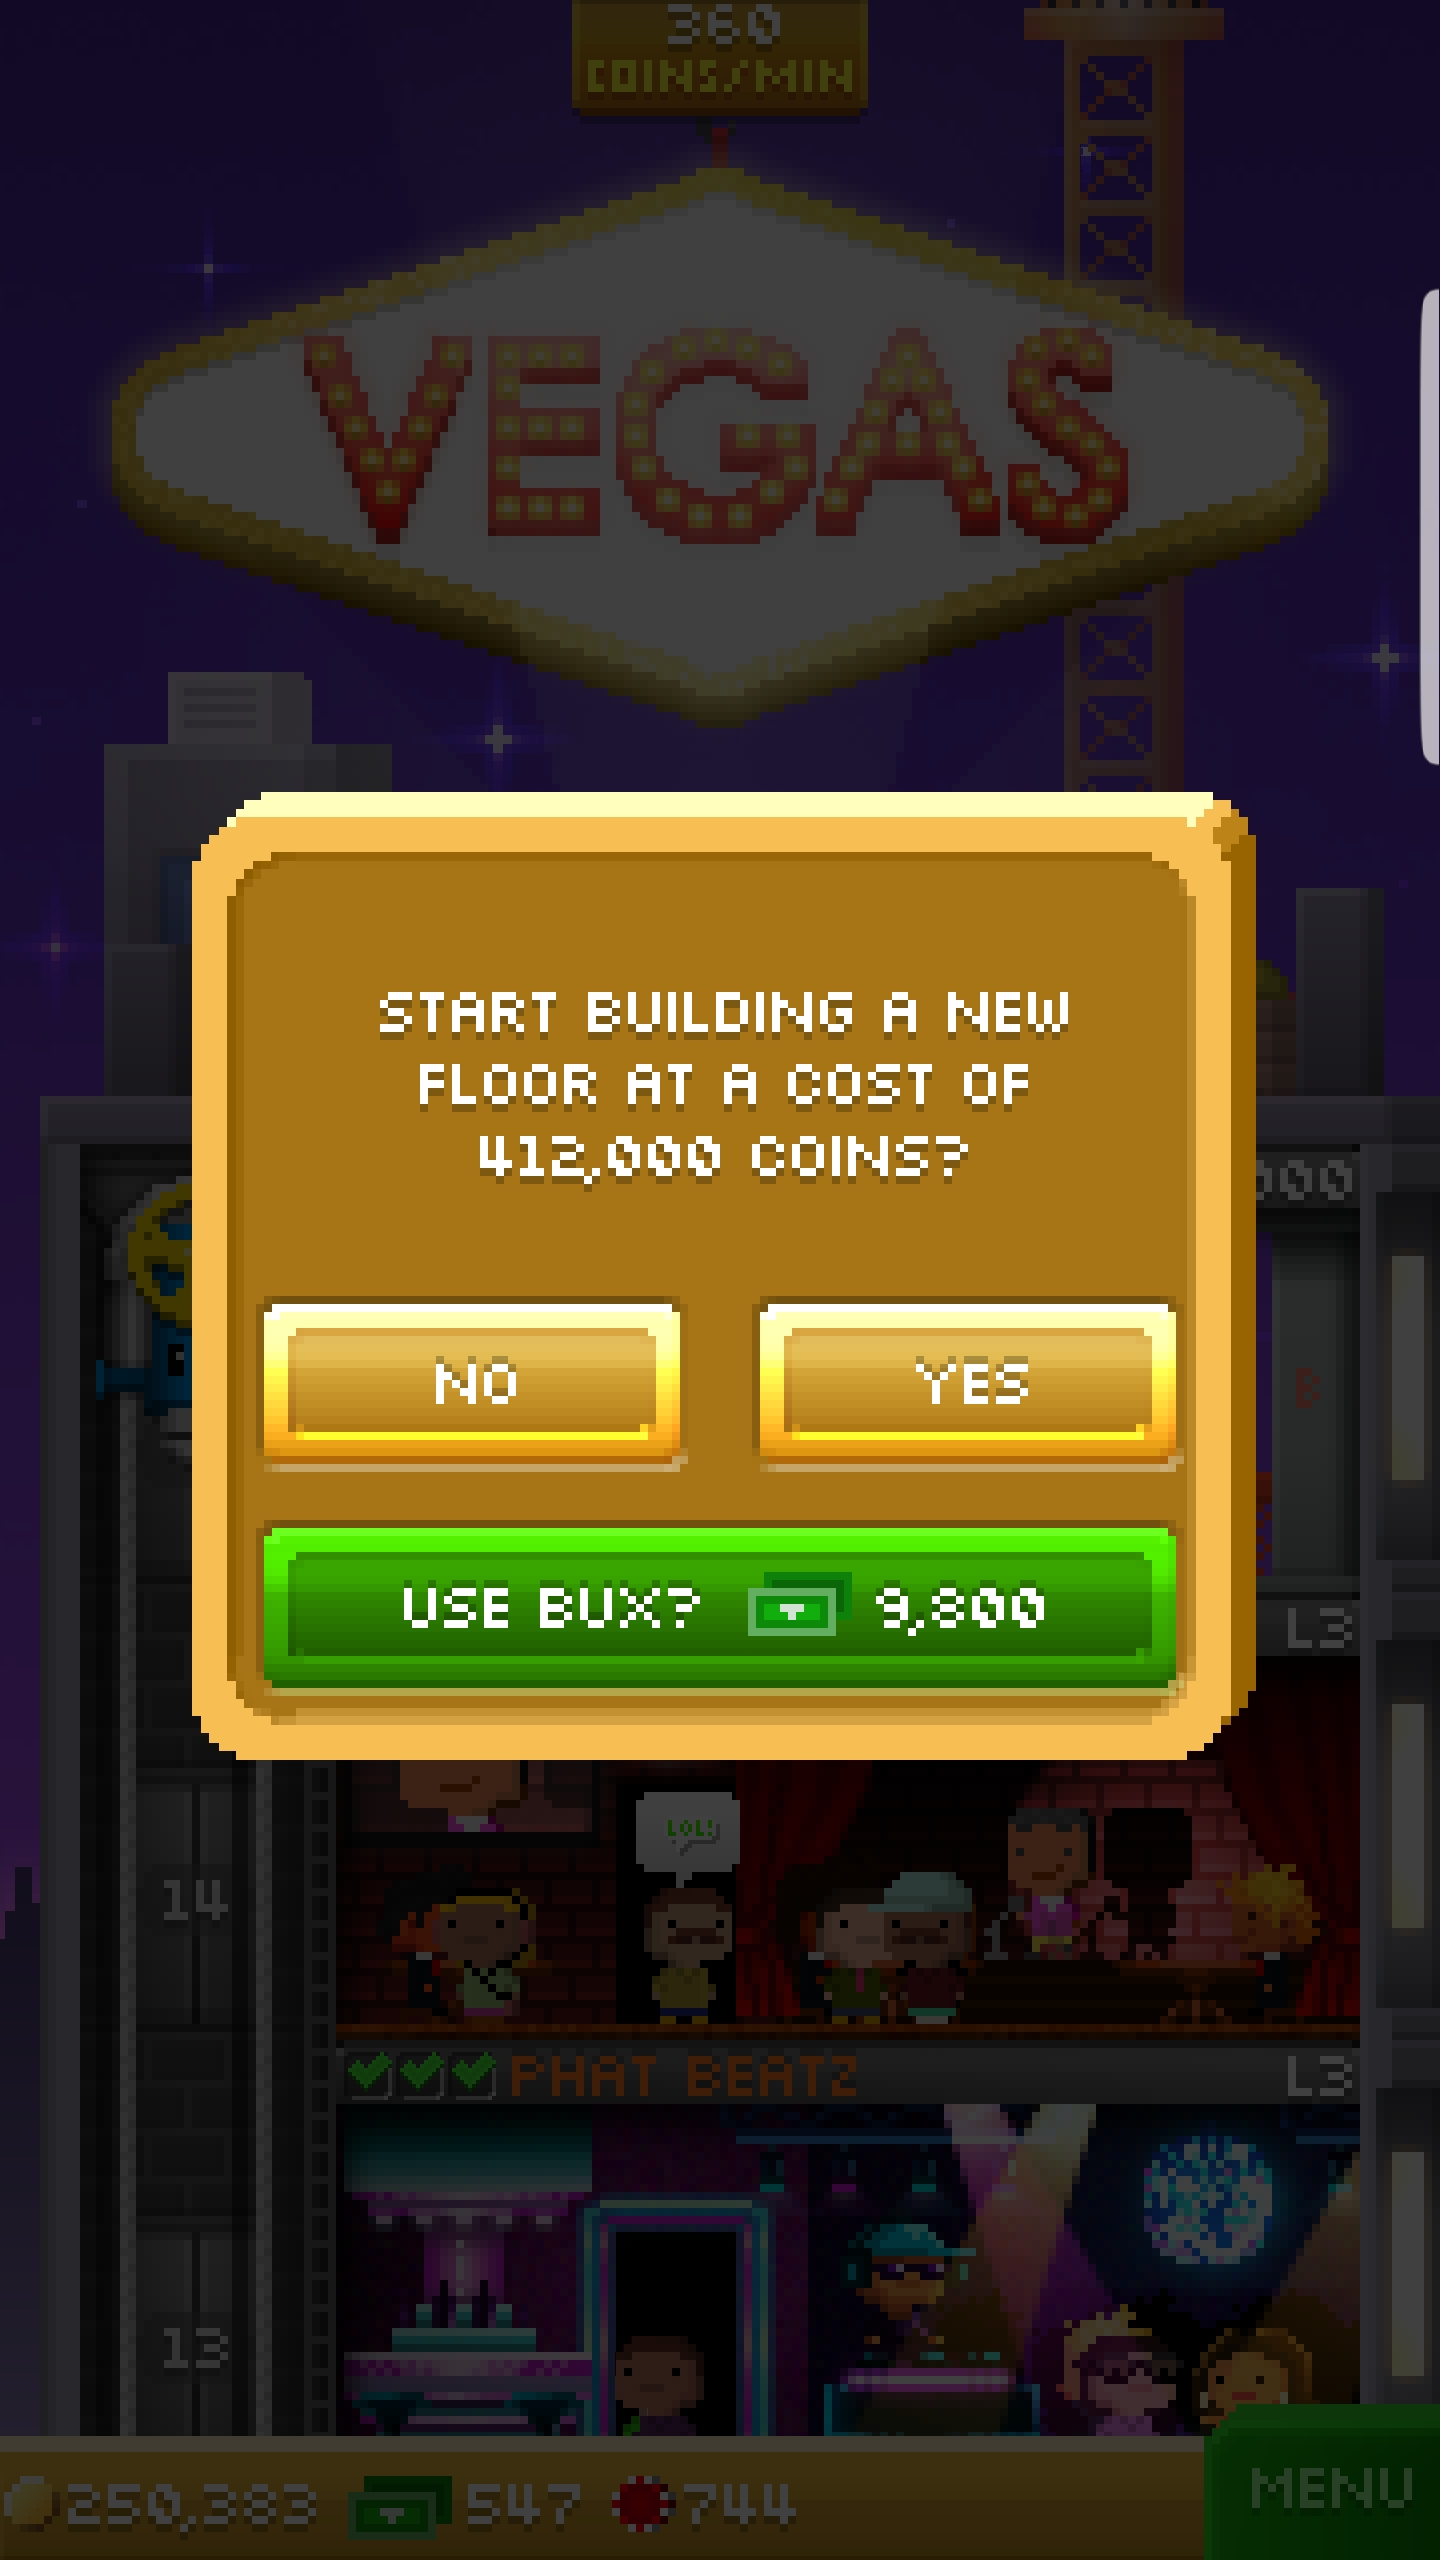 360
COINS/MIN
VEGAS
START BUILDING A NEW
FLOOR AT A COST OF
412,000 COINS?
000
NO
YES
B
USE BUX? 9,800
L3
LOL!
14
PHAT BEATZ
L3
13
250,383 547 744
MENU